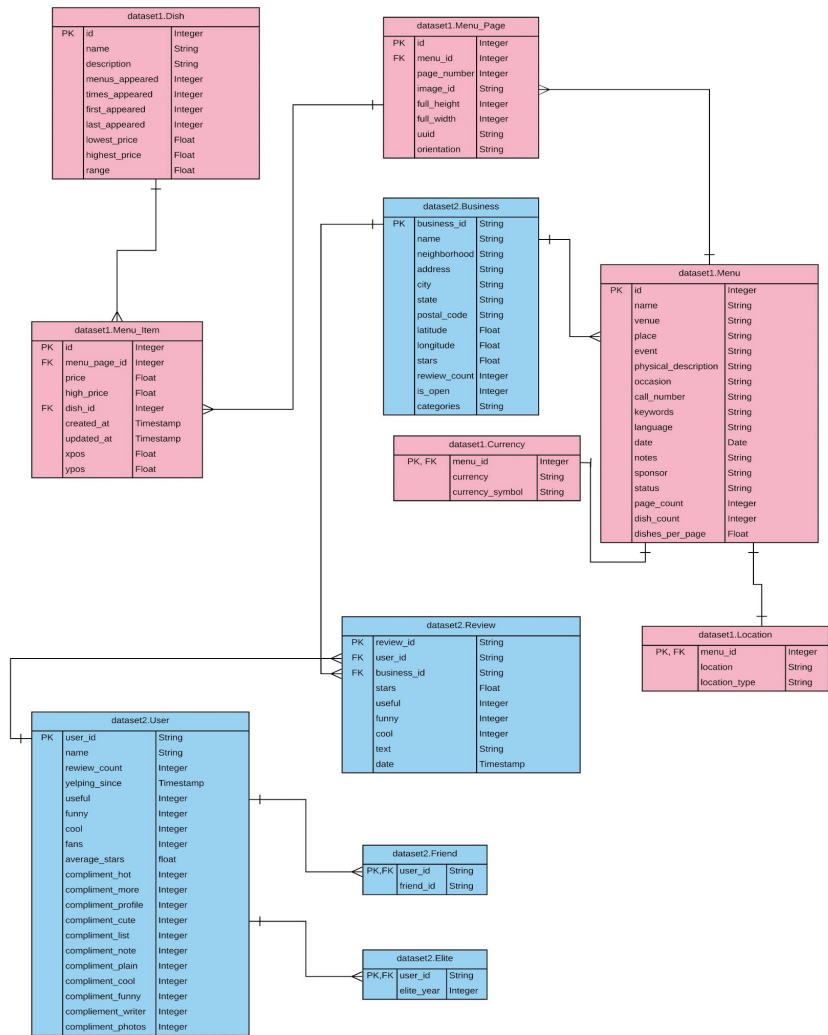 dataset1.Dish
PK id Integer
name String
description String
menus_appeared Integer
times_appeared Integer
first_appeared Integer
last_appeared Integer
lowest_price Float
highest_price Float
range Float
dataset1.Menu_Page
PK id Integer
FK menu_id Integer
page_number Integer
image_id String
full_height Integer
full_width Integer
uuid String
orientation String
dataset2.Business
PK business_id String
name String
neighborhood String
address String
city String
state String
postal_code String
latitude Float
longitude Float
stars Float
rewiew_count Integer
is_open Integer
categories String
dataset1.Menu
PK id Integer
name String
venue String
place String
event String
physical_description String
occasion String
call_number String
keywords String
language String
date Date
notes String
sponsor String
status String
page_count Integer
dish_count Integer
dishes_per_page Float
dataset1.Menu_Item
PK id Integer
FK menu_page_id Integer
price Float
high_price Float
FK dish_id Integer
created_at Timestamp
updated_at Timestamp
xpos Float
ypos Float
dataset1.Currency
PK, FK menu_id Integer
currency String
currency_symbol String
dataset1.Location
PK, FK menu_id Integer
location String
location_type String
dataset2.Review
PK review_id String
FK user_id String
FK business_id String
stars Float
useful Integer
funny Integer
cool Integer
text String
date Timestamp
dataset2.User
PK user_id String
name String
rewiew_count Integer
yelping_since Timestamp
useful Integer
funny Integer
cool Integer
fans Integer
average_stars float
compliment_hot Integer
compliment_more Integer
compliment_profile Integer
compliment_cute Integer
compliment_list Integer
compliment_note Integer
compliment_plain Integer
compliment_cool Integer
compliment_funny Integer
compliement_writer Integer
compliment_photos Integer
dataset2.Friend
PK,FK user_id String
friend_id String
dataset2.Elite
PK,FK user_id String
elite_year Integer